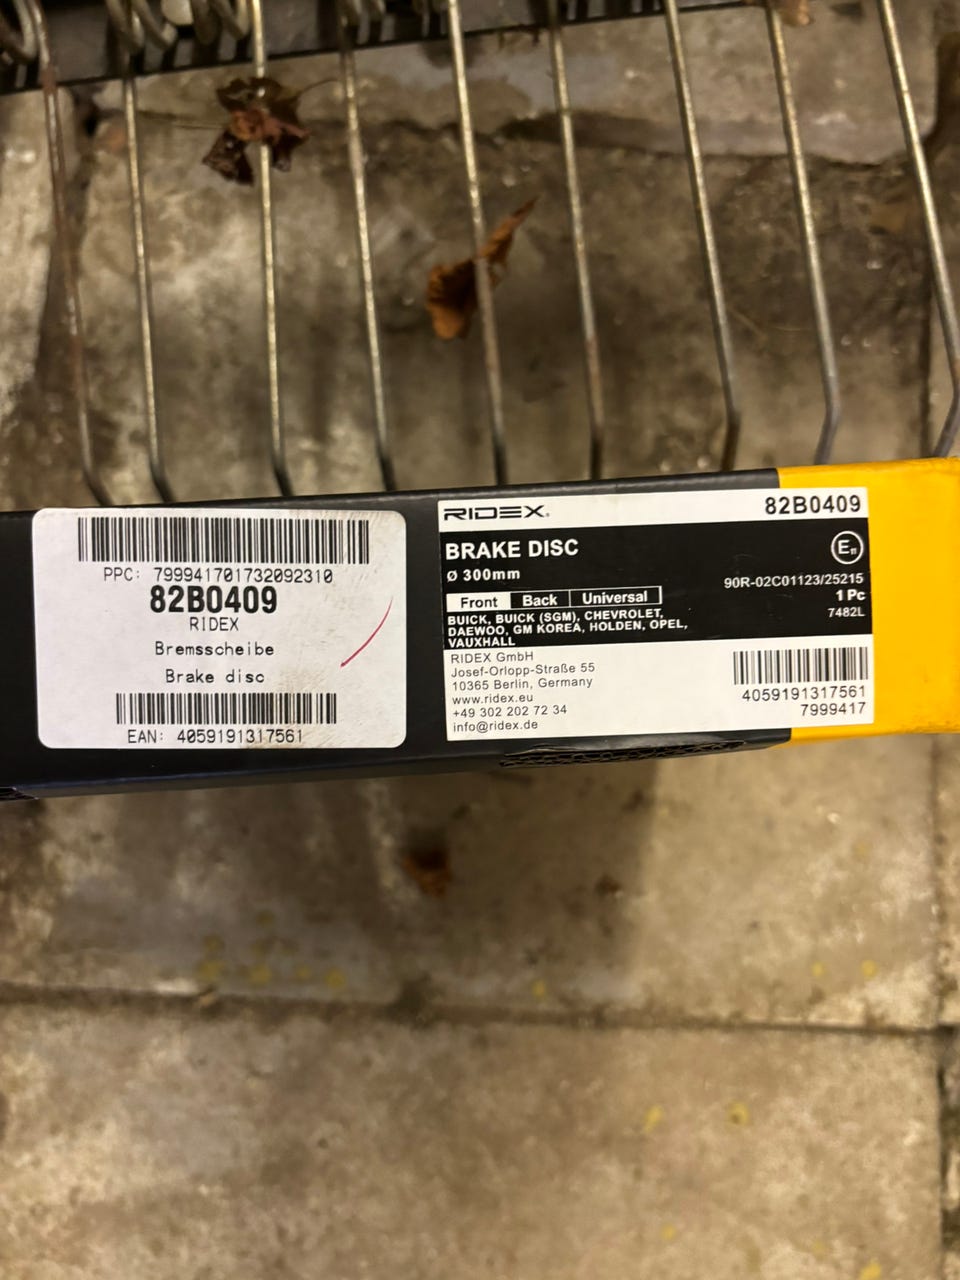 PPC: 799941701732092310
82B0409
RIDEX
Bremsscheibe
Brake disc
EAN: 4059191317561
RIDEX® 82B0409
BRAKE DISC
E11
Ø 300mm
90R-02C01123/25215
Front Back Universal
1 Pc
7482L
BUICK, BUICK (SGM), CHEVROLET,
DAEWOO, GM KOREA, HOLDEN, OPEL,
VAUXHALL
RIDEX GmbH
Josef-Orlopp-Straße 55
10365 Berlin, Germany
www.ridex.eu
+49 302 202 72 34
info@ridex.de
4059191317561
7999417